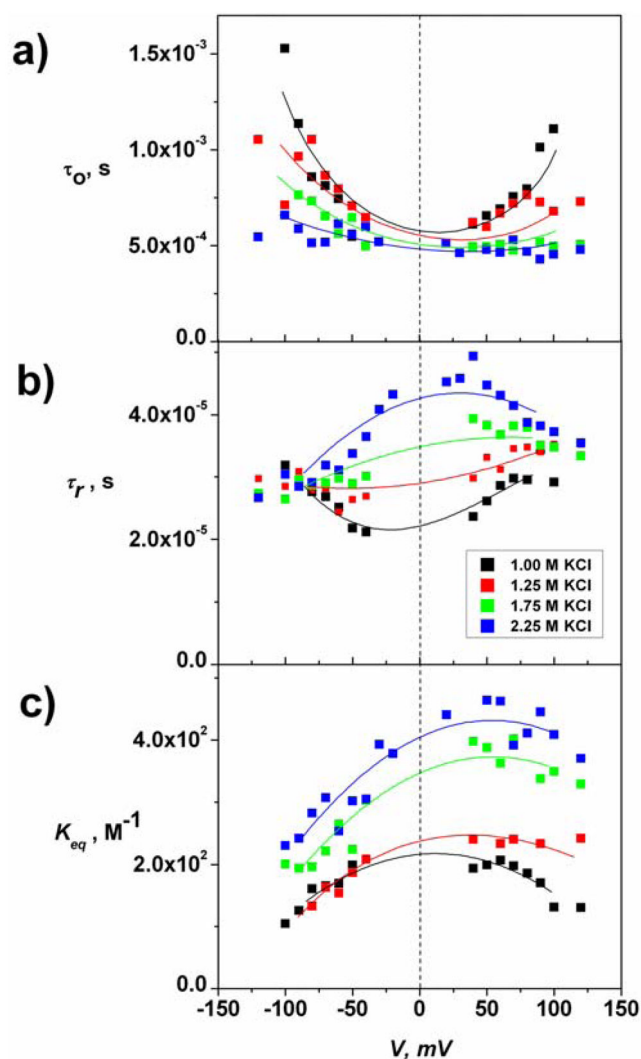 a)
1.5x10-3
1.0x10-3
τo, s
5.0x10-4
0.0
b)
4.0x10-5
τr, s
2.0x10-5
1.00 M KCl
1.25 M KCl
1.75 M KCl
2.25 M KCl
0.0
c)
4.0x10²
Keq, M-1
2.0x10²
0.0
-150 -100 -50 0 50 100 150
V, mV